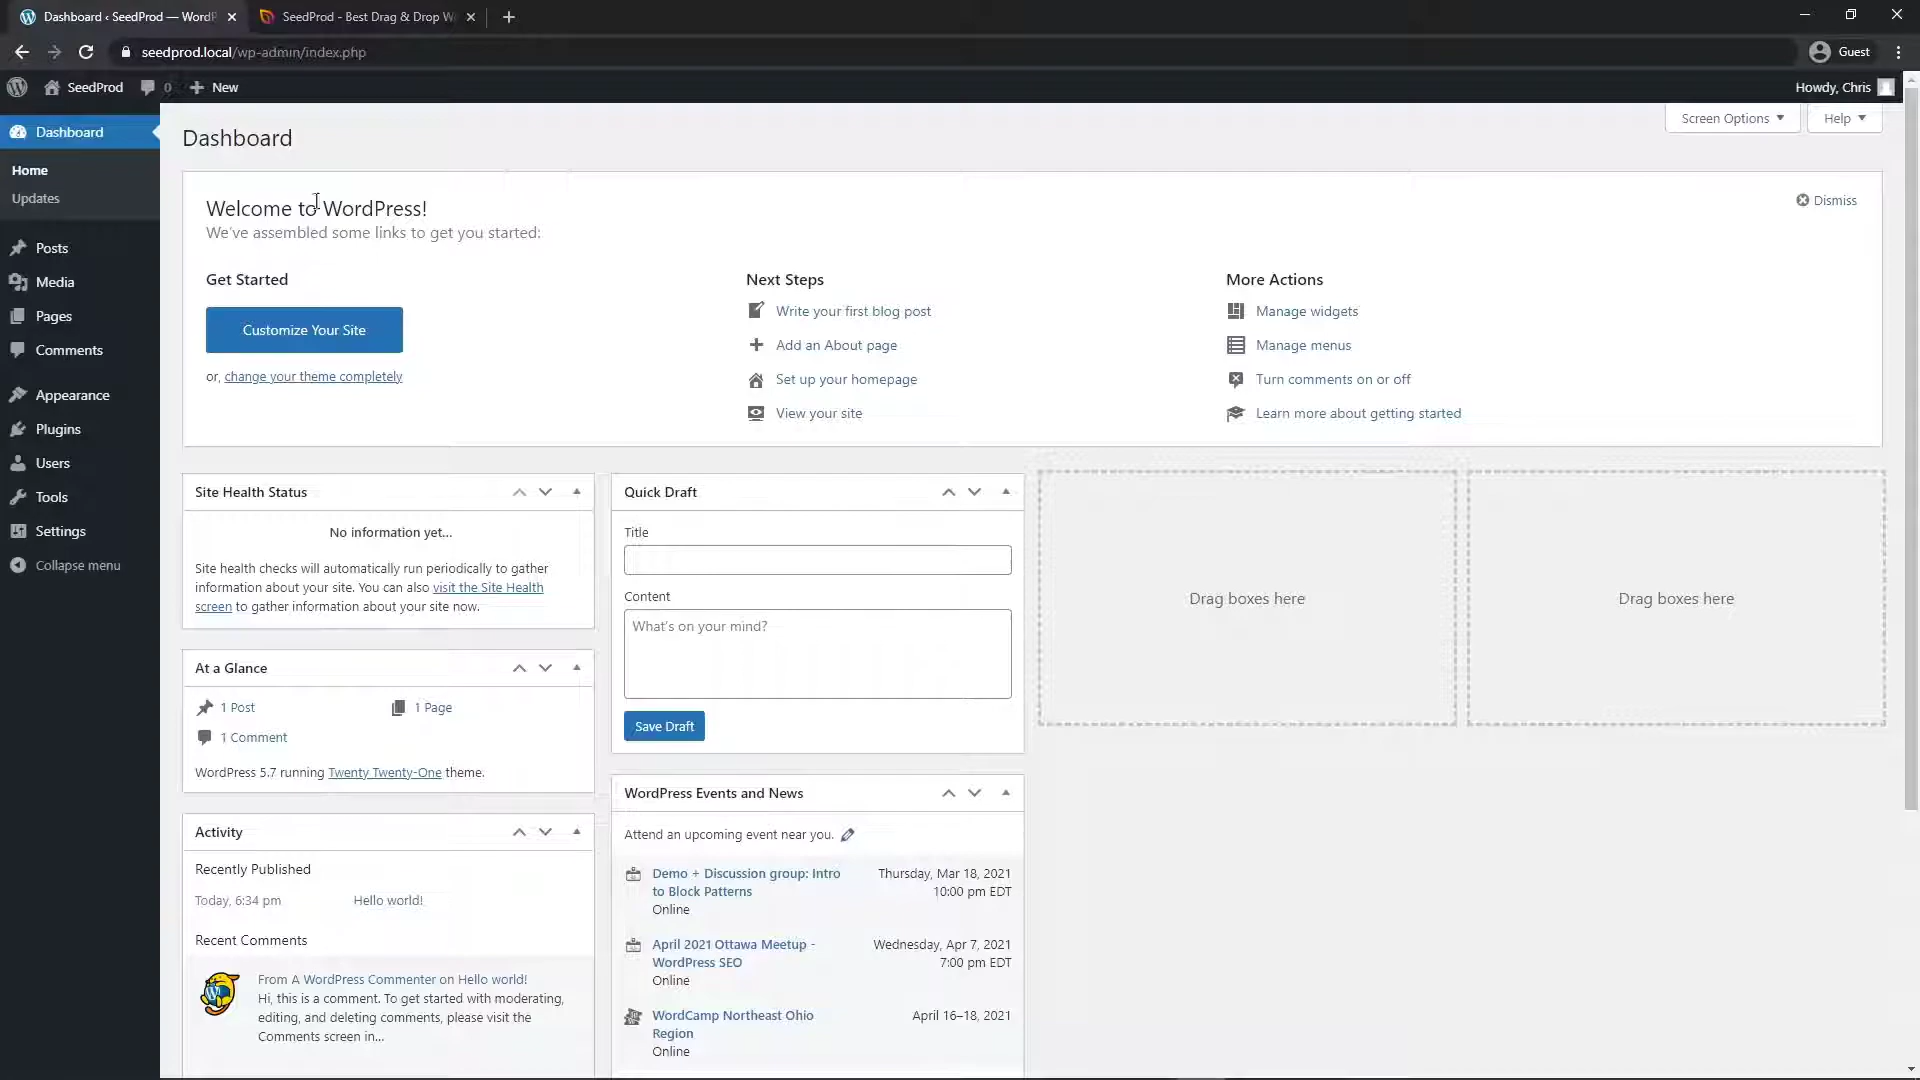 Dashboard ‹ SeedProd — WordP
SeedProd - Best Drag & Drop W
seedprod.local/wp-admin/index.php
Guest
SeedProd
0
New
Howdy, Chris
Dashboard
Home
Updates
Posts
Media
Pages
Comments
Appearance
Plugins
Users
Tools
Settings
Collapse menu
Screen Options
Help
Dashboard
Welcome to WordPress!
We've assembled some links to get you started:
Dismiss
Get Started
Customize Your Site
or, change your theme completely
Next Steps
Write your first blog post
Add an About page
Set up your homepage
View your site
More Actions
Manage widgets
Manage menus
Turn comments on or off
Learn more about getting started
Site Health Status
No information yet...
Site health checks will automatically run periodically to gather
information about your site. You can also visit the Site Health
screen to gather information about your site now.
At a Glance
1 Post
1 Page
1 Comment
WordPress 5.7 running Twenty Twenty-One theme.
Activity
Recently Published
Today, 6:34 pm
Hello world!
Recent Comments
From A WordPress Commenter on Hello world!
Hi, this is a comment. To get started with moderating,
editing, and deleting comments, please visit the
Comments screen in...
Quick Draft
Title
Content
What's on your mind?
Save Draft
WordPress Events and News
Attend an upcoming event near you.
Demo + Discussion group: Intro
to Block Patterns
Online
Thursday, Mar 18, 2021
10:00 pm EDT
April 2021 Ottawa Meetup -
WordPress SEO
Online
Wednesday, Apr 7, 2021
7:00 pm EDT
WordCamp Northeast Ohio
Region
Online
April 16–18, 2021
Drag boxes here
Drag boxes here